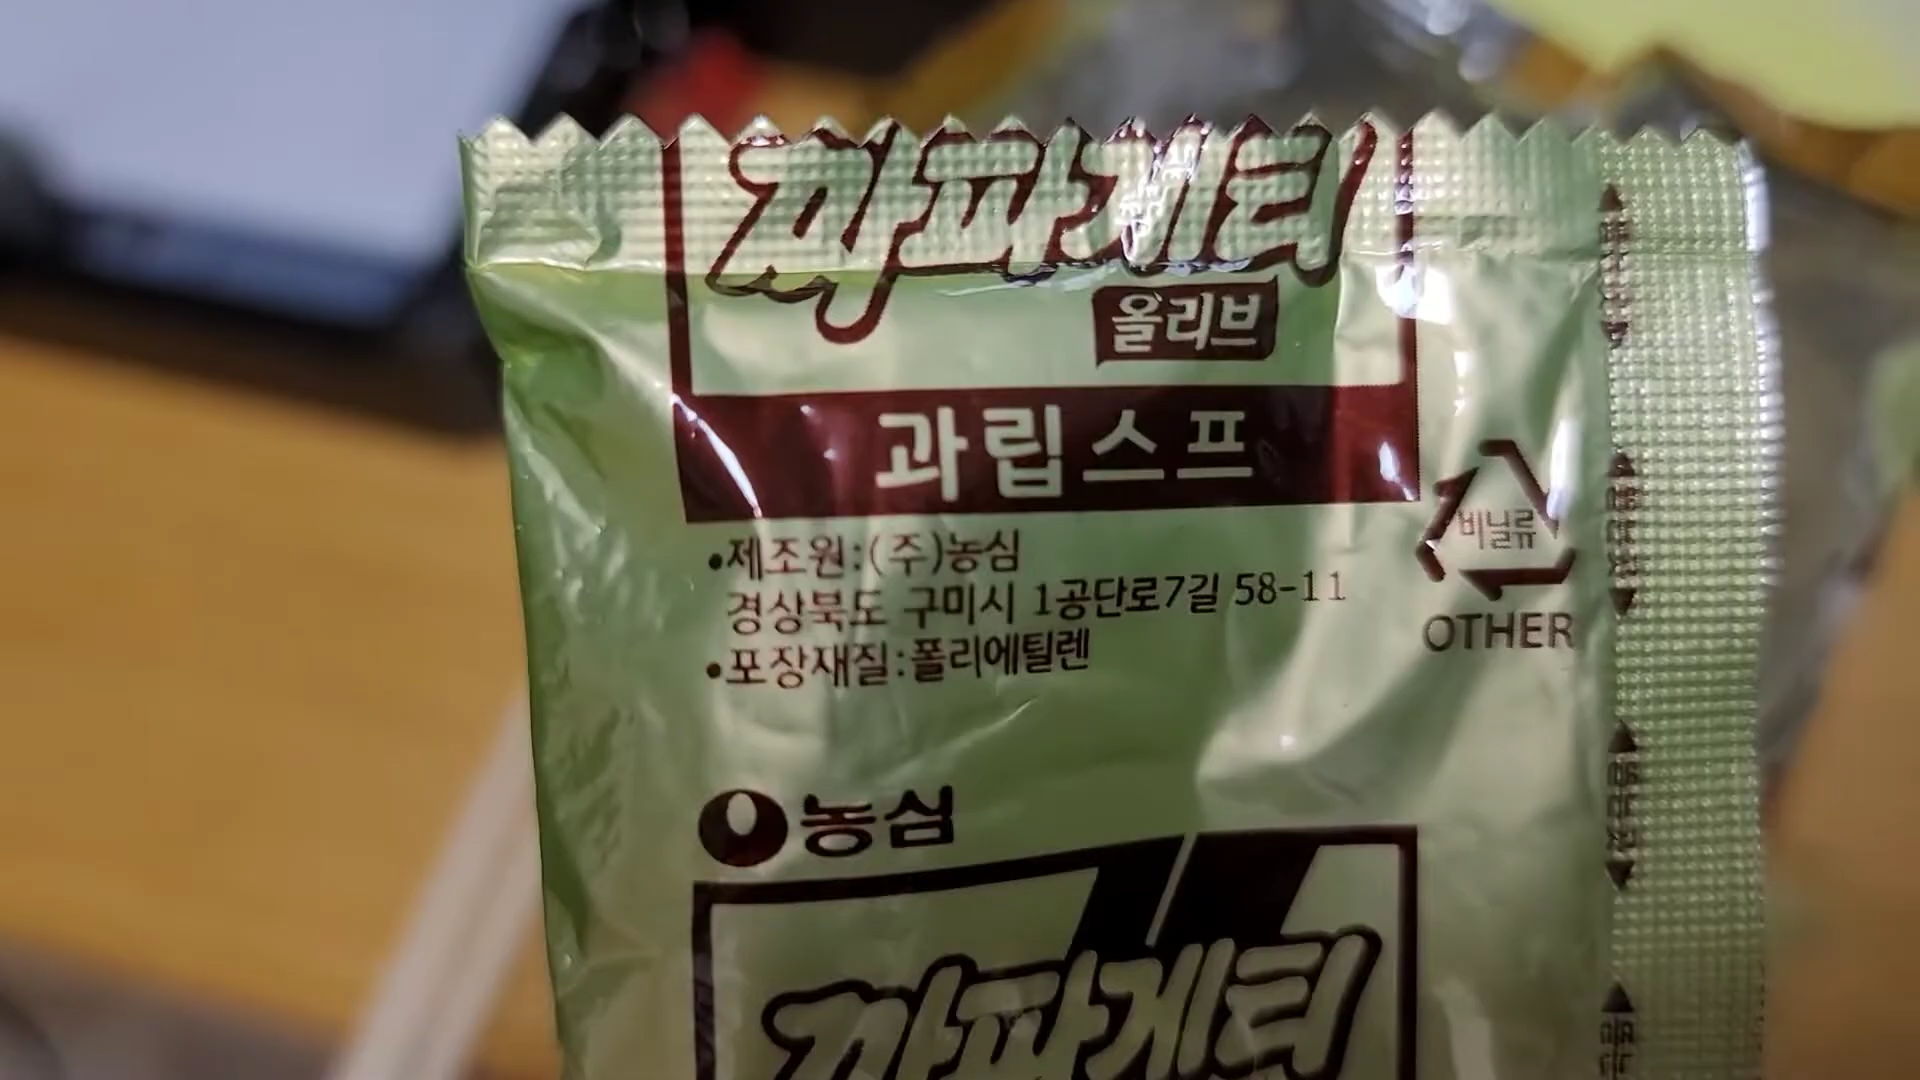 짜파게티
올리브
과립스프
•제조원:(주)농심
경상북도 구미시 1공단로7길 58-11
•포장재질:폴리에틸렌
비닐류
OTHER
농심
짜파게티